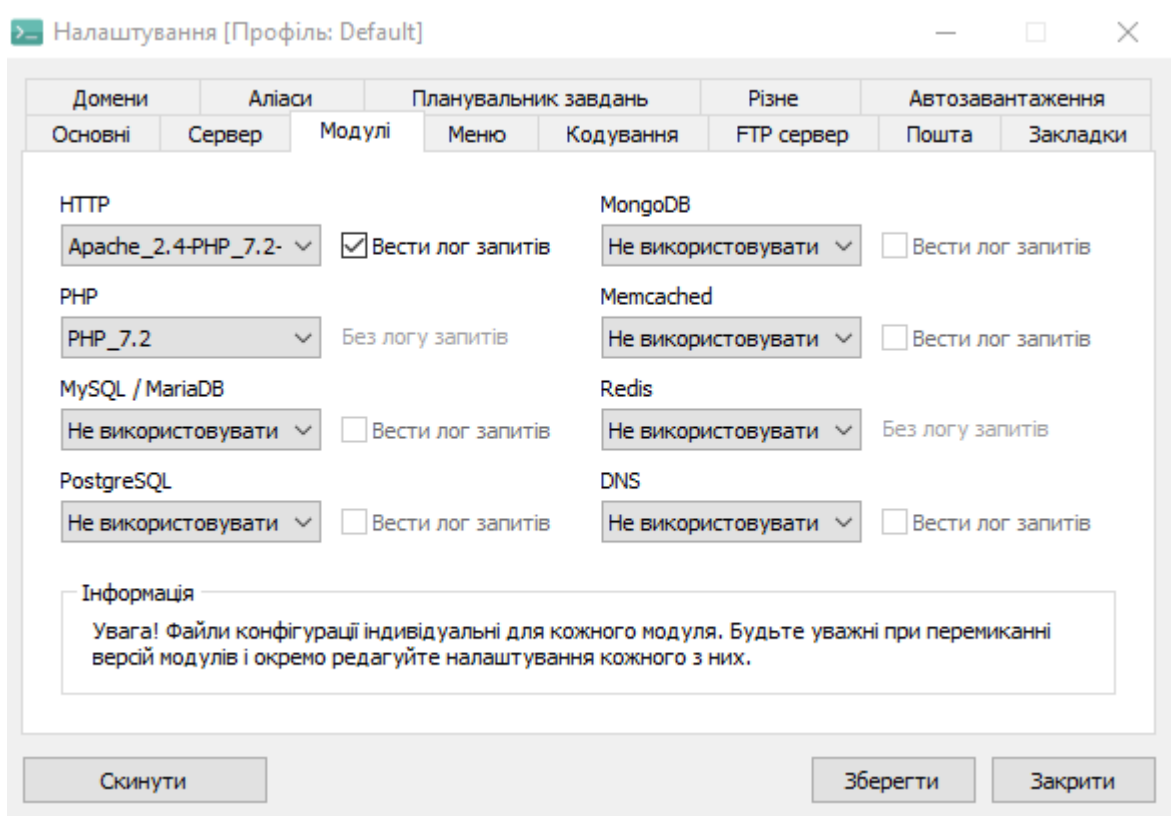 Налаштування [Профіль: Default]
Домени Аліаси Планувальник завдань Різне Автозавантаження
Основні Сервер Модулі Меню Кодування FTP сервер Пошта Закладки
HTTP
Apache_2.4-PHP_7.2- Вести лог запитів
PHP
PHP_7.2 Без логу запитів
MySQL / MariaDB
Не використовувати Вести лог запитів
PostgreSQL
Не використовувати Вести лог запитів
MongoDB
Не використовувати Вести лог запитів
Memcached
Не використовувати Вести лог запитів
Redis
Не використовувати Без логу запитів
DNS
Не використовувати Вести лог запитів
Інформація
Увага! Файли конфігурації індивідуальні для кожного модуля. Будьте уважні при перемиканні
версій модулів і окремо редагуйте налаштування кожного з них.
Скинути Зберегти Закрити